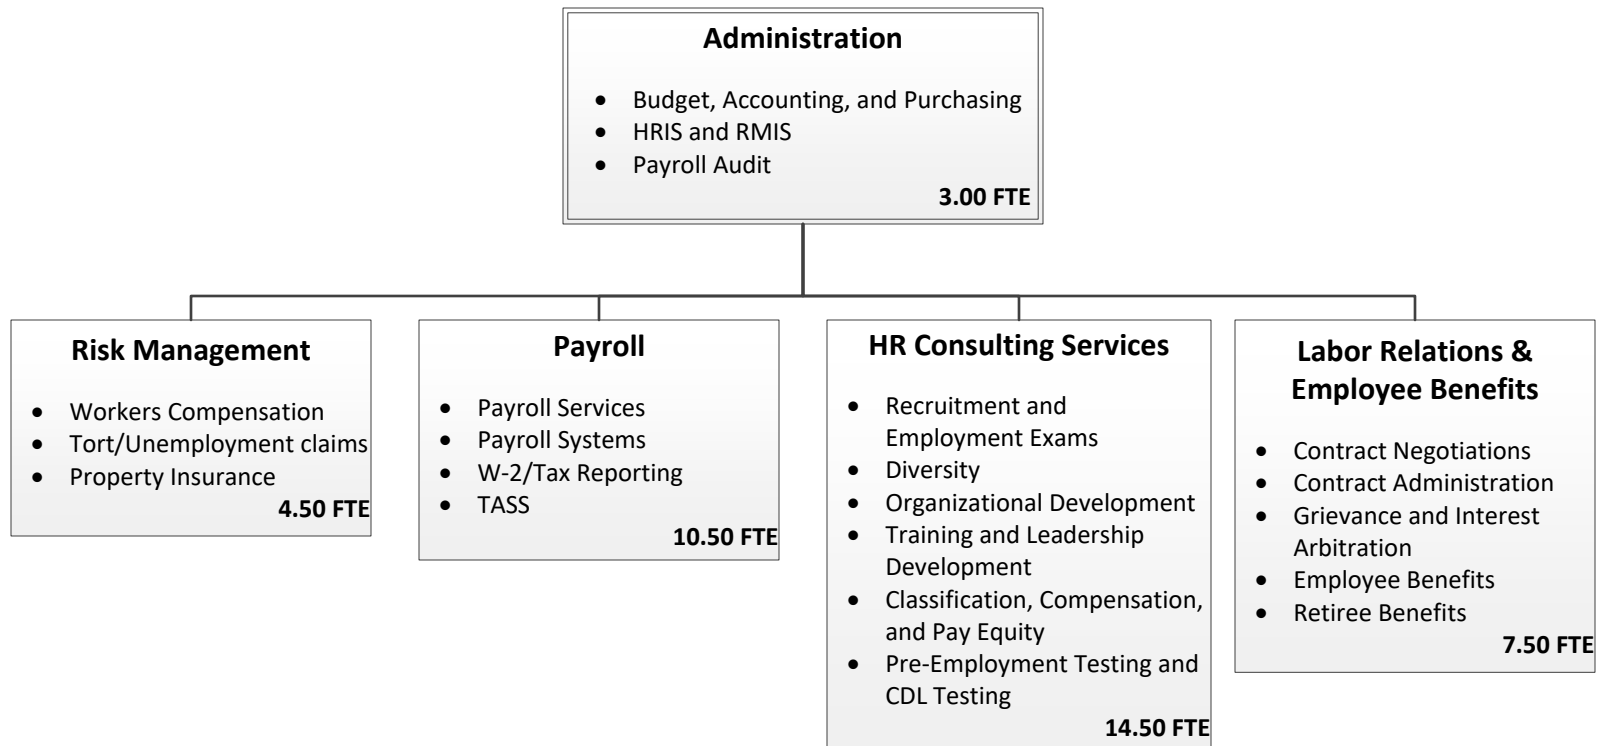 Administration
• Budget, Accounting, and Purchasing
• HRIS and RMIS
• Payroll Audit
3.00 FTE
Risk Management
• Workers Compensation
• Tort/Unemployment claims
• Property Insurance
4.50 FTE
Payroll
• Payroll Services
• Payroll Systems
• W-2/Tax Reporting
• TASS
10.50 FTE
HR Consulting Services
• Recruitment and
Employment Exams
• Diversity
• Organizational Development
• Training and Leadership
Development
• Classification, Compensation,
and Pay Equity
• Pre-Employment Testing and
CDL Testing
14.50 FTE
Labor Relations &
Employee Benefits
• Contract Negotiations
• Contract Administration
• Grievance and Interest
Arbitration
• Employee Benefits
• Retiree Benefits
7.50 FTE